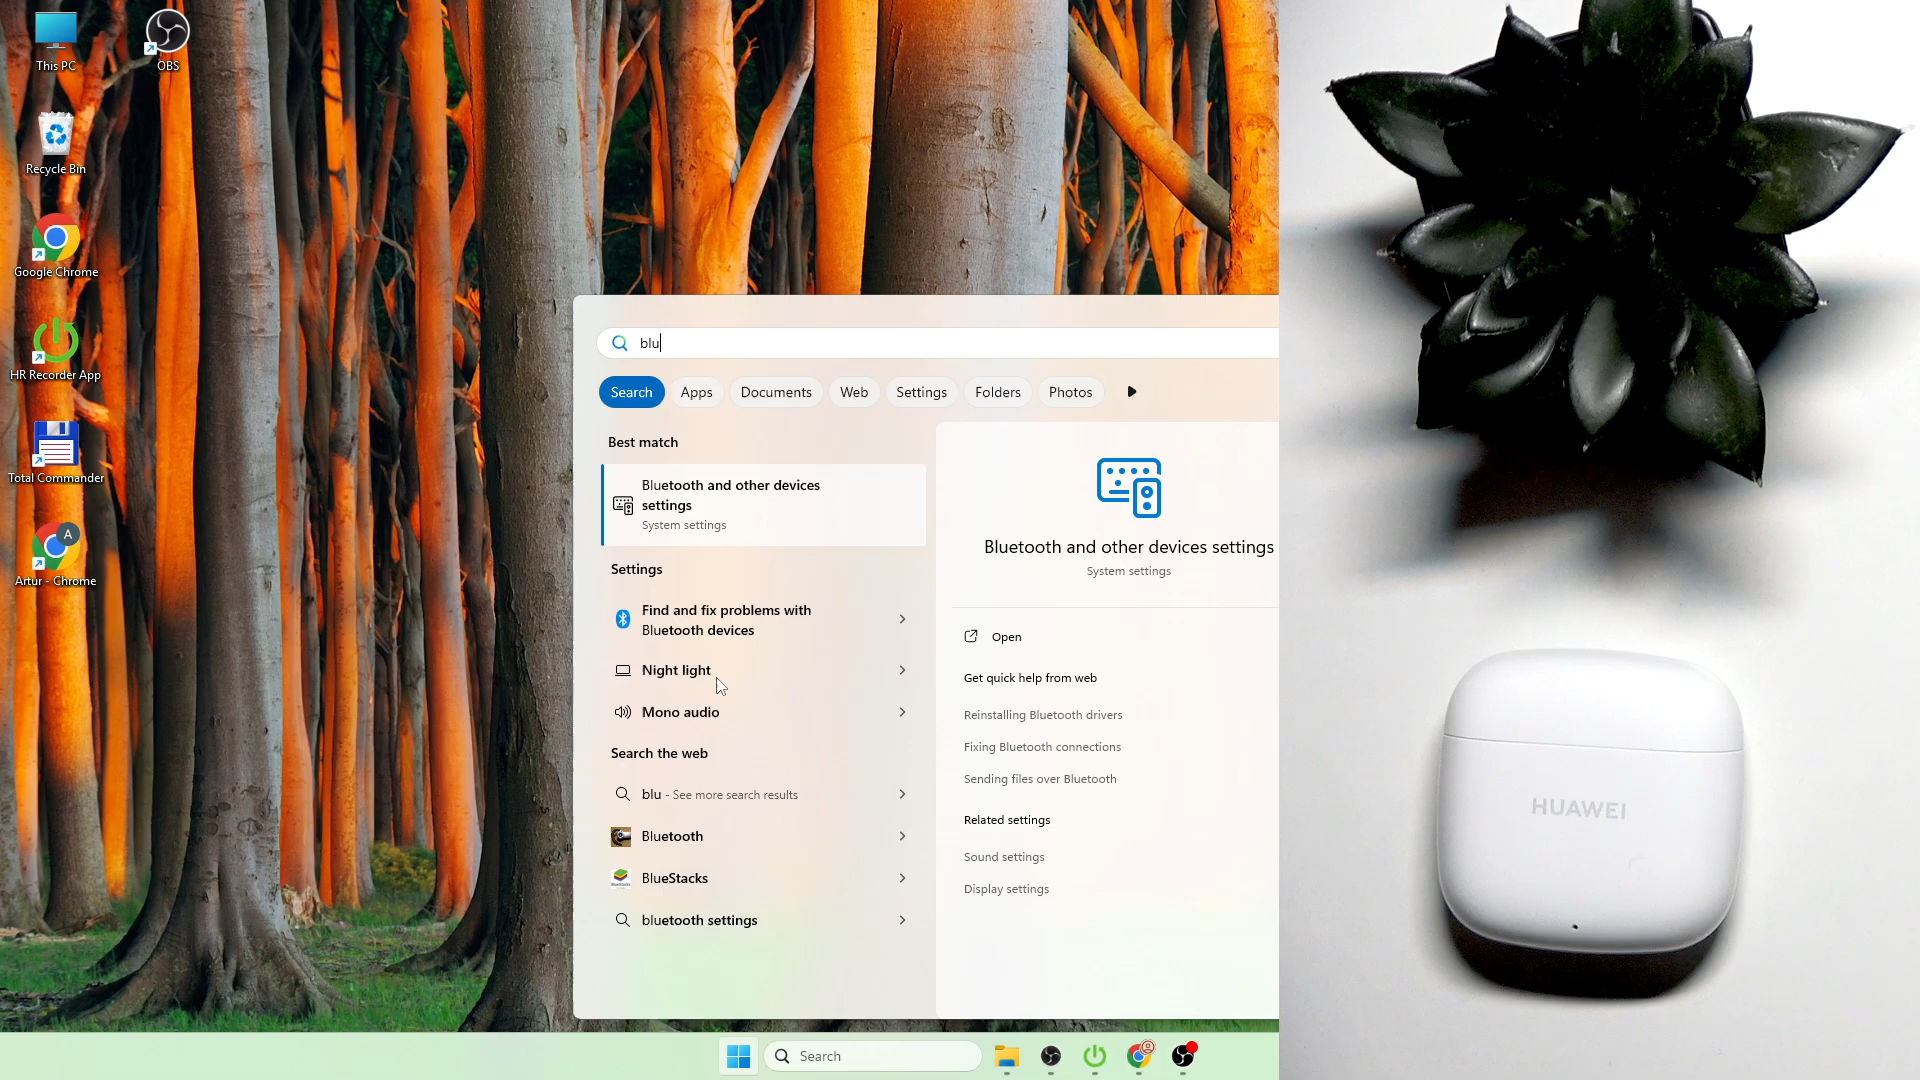 This PC
OBS
Recycle Bin
Google Chrome
HR Recorder App
Total Commander
A
Artur - Chrome
blu
Search
Apps
Documents
Web
Settings
Folders
Photos
Best match
Bluetooth and other devices
settings
System settings
Settings
Find and fix problems with
Bluetooth devices
Night light
Mono audio
Search the web
blu - See more search results
Bluetooth
BlueStacks
bluetooth settings
Bluetooth and other devices settings
System settings
Open
Get quick help from web
Reinstalling Bluetooth drivers
Fixing Bluetooth connections
Sending files over Bluetooth
Related settings
Sound settings
Display settings
Search
HUAWEI